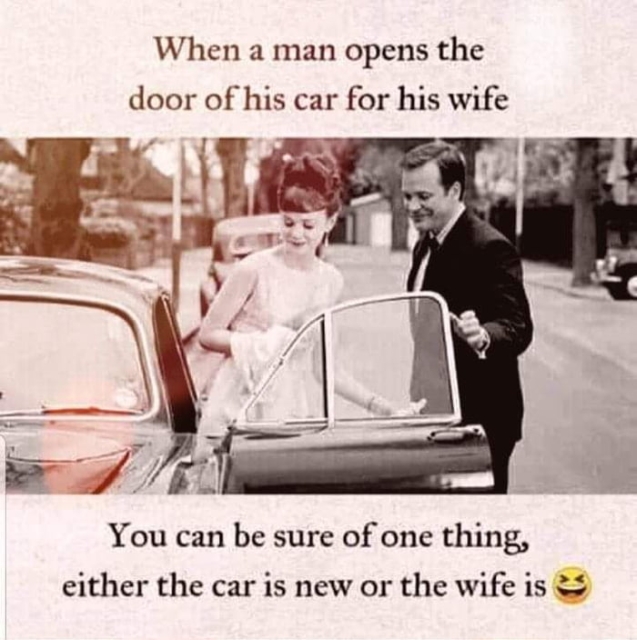 When a man opens the
door of his car for his wife
You can be sure of one thing,
either the car is new or the wife is 😆